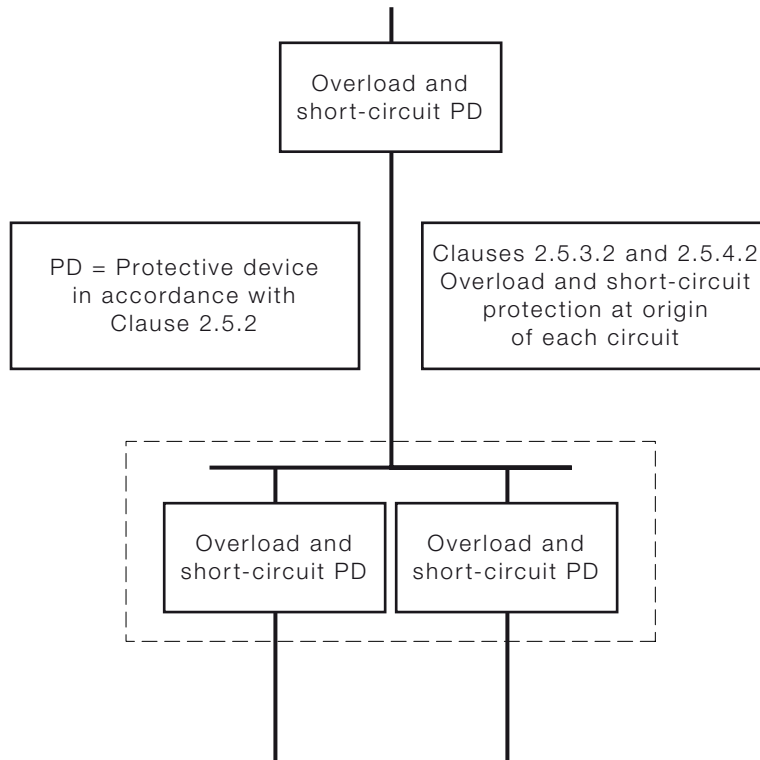 Overload and
short-circuit PD
PD = Protective device
in accordance with
Clause 2.5.2
Clauses 2.5.3.2 and 2.5.4.2
Overload and short-circuit
protection at origin
of each circuit
Overload and
short-circuit PD
Overload and
short-circuit PD